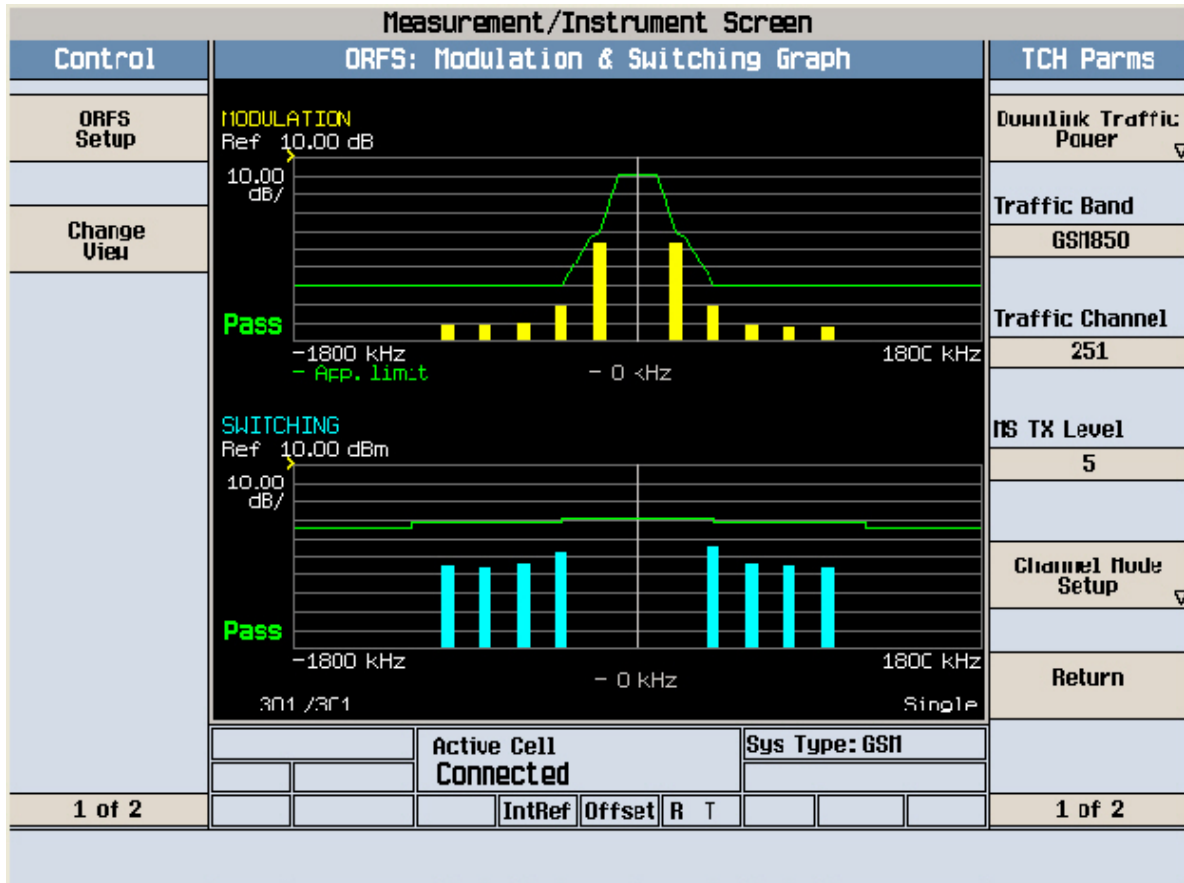 Measurement/Instrument Screen
Control
ORFS: Modulation & Switching Graph
TCH Parms
ORFS
Setup
Change
View
1 of 2
MODULATION
Ref 10.00 dB
10.00
dB/
Pass
-1800 kHz
1800 kHz
- App. limit
- 0 kHz
SWITCHING
Ref 10.00 dBm
10.00
dB/
Pass
-1800 kHz
1800 kHz
- 0 kHz
301 /301
Single
Downlink Traffic
Power
Traffic Band
GSM850
Traffic Channel
251
MS TX Level
5
Channel Mode
Setup
Return
1 of 2
Active Cell
Connected
Sys Type: GSM
IntRef
Offset
R T